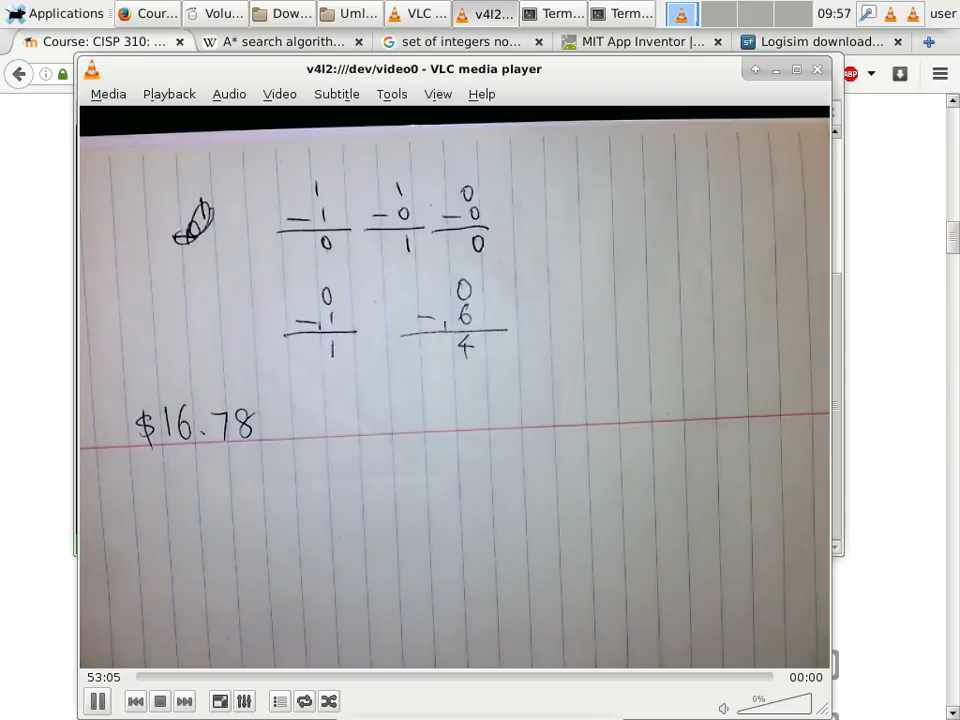 Applications Cour... Volu... Dow... Uml... VLC ... v4l2... Term... Term... 09:57 user
Course: CISP 310: ... × W A* search algorith... × G set of integers no... × MIT App Inventor | ... × sf Logisim download... ×
ABP
v4l2:///dev/video0 - VLC media player
Media Playback Audio Video Subtitle Tools View Help
1 1 0
-1 -0 -0
0 1 0
0 0
-1 -6
1 4
$16.78
53:05 00:00
0%